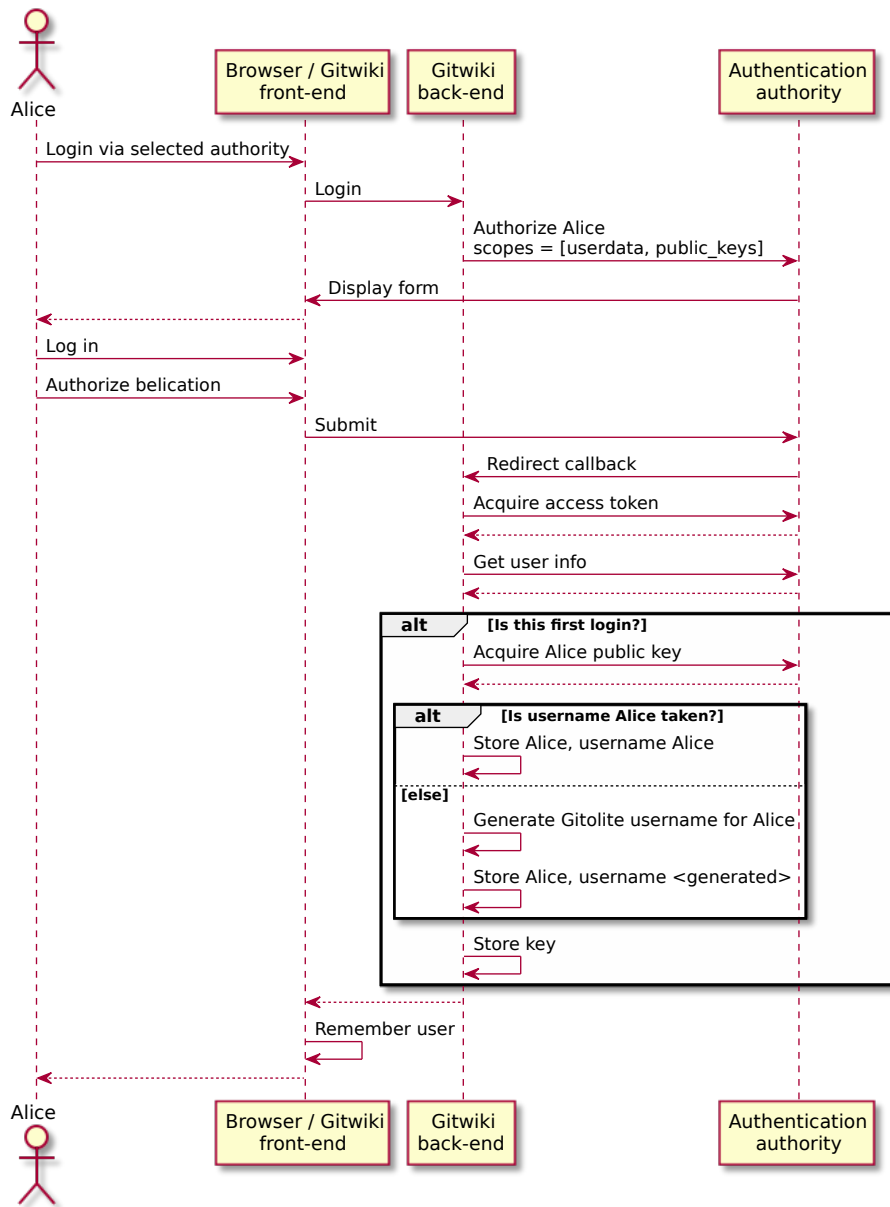 Alice
Browser / Gitwiki
front-end
Gitwiki
back-end
Authentication
authority
Login via selected authority
Login
Authorize Alice
scopes = [userdata, public_keys]
Display form
Log in
Authorize belication
Submit
Redirect callback
Acquire access token
Get user info
alt [Is this first login?]
Acquire Alice public key
alt [Is username Alice taken?]
Store Alice, username Alice
[else]
Generate Gitolite username for Alice
Store Alice, username <generated>
Store key
Remember user
Alice
Browser / Gitwiki
front-end
Gitwiki
back-end
Authentication
authority